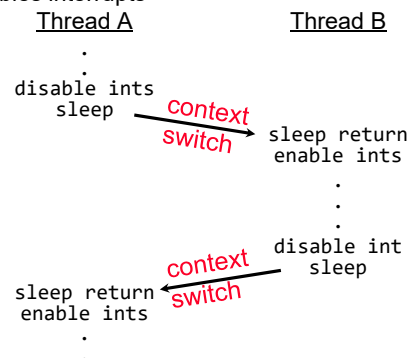 Thread A Thread B
.
.
disable ints
sleep
context
switch
sleep return
enable ints
.
.
.
disable int
sleep
context
switch
sleep return
enable ints
.
.